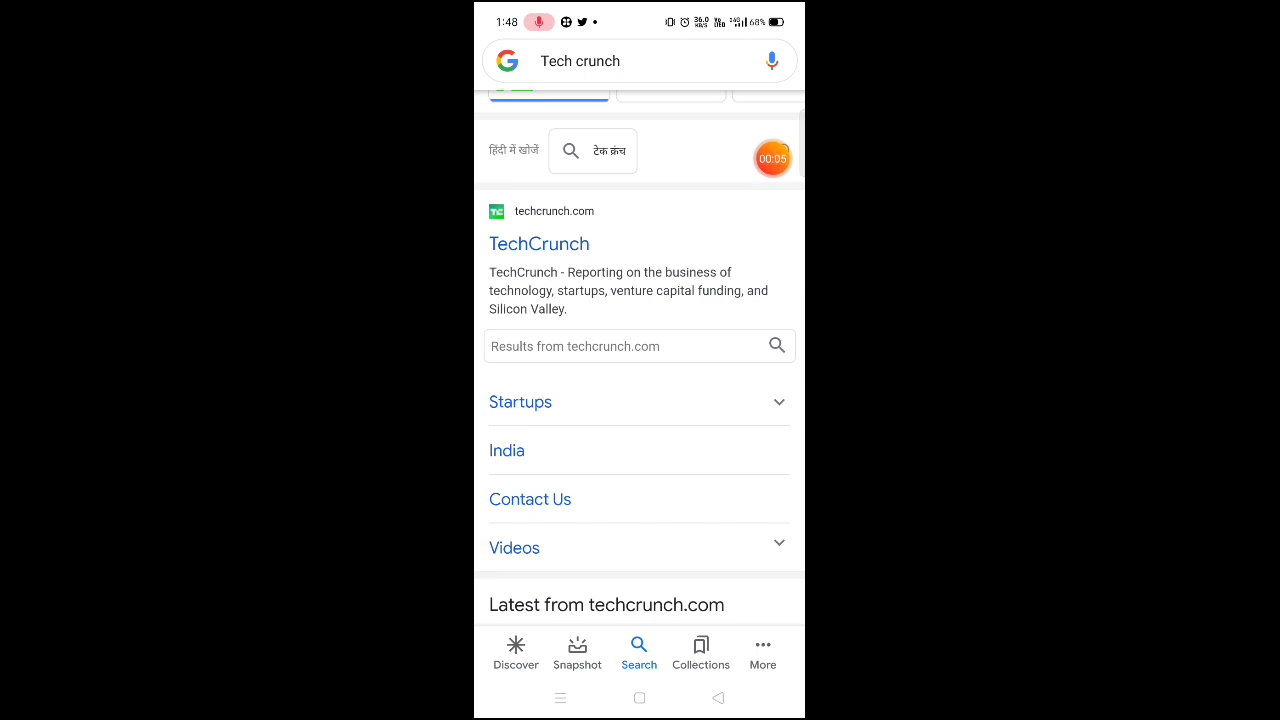 1:48
68%
Tech crunch
हिंदी में खोजें
टेक क्रंच
00:05
techcrunch.com
TechCrunch
TechCrunch - Reporting on the business of
technology, startups, venture capital funding, and
Silicon Valley.
Results from techcrunch.com
Startups
India
Contact Us
Videos
Latest from techcrunch.com
Discover Snapshot Search Collections More